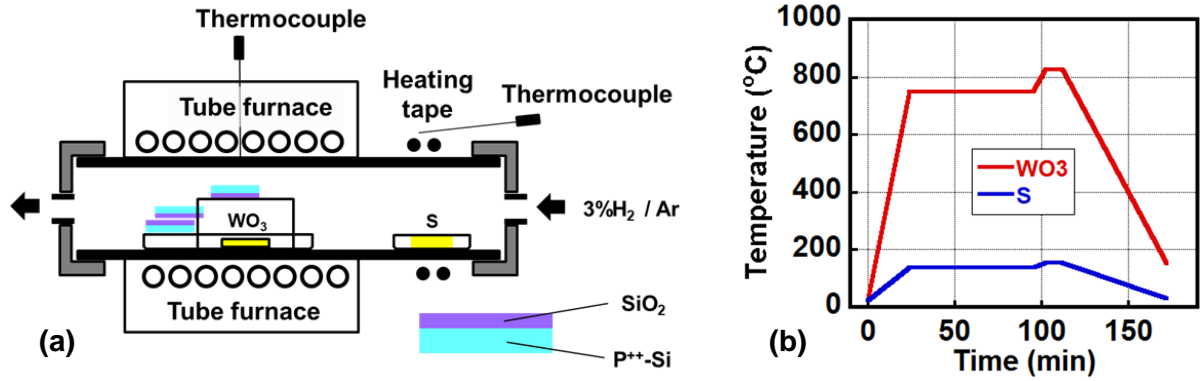 Thermocouple
Heating
tape
Thermocouple
Tube furnace
WO₃
S
3%H₂ / Ar
Tube furnace
SiO₂
P⁺⁺-Si
(a)
1000
800
600
400
200
0
Temperature (°C)
WO3
S
0
50
100
150
Time (min)
(b)